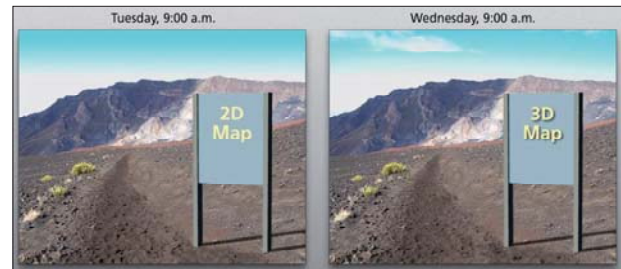 Tuesday, 9:00 a.m.
Wednesday, 9:00 a.m.
2D
Map
3D
Map